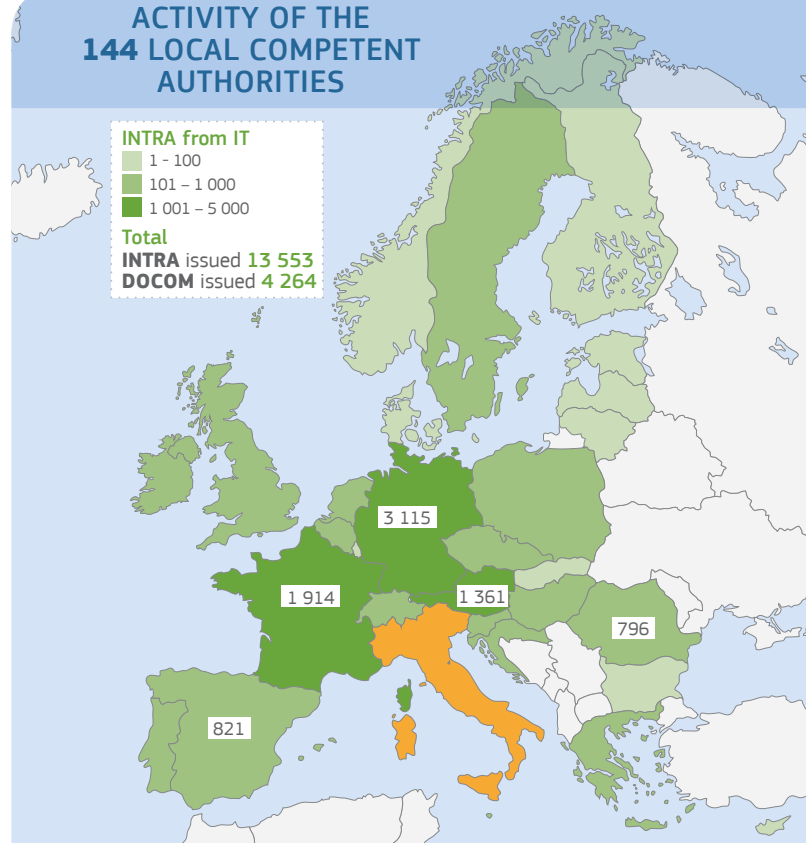 ACTIVITY OF THE
144 LOCAL COMPETENT
AUTHORITIES
INTRA from IT
1 - 100
101 – 1 000
1 001 – 5 000
Total
INTRA issued 13 553
DOCOM issued 4 264
3 115
1 914
1 361
796
821